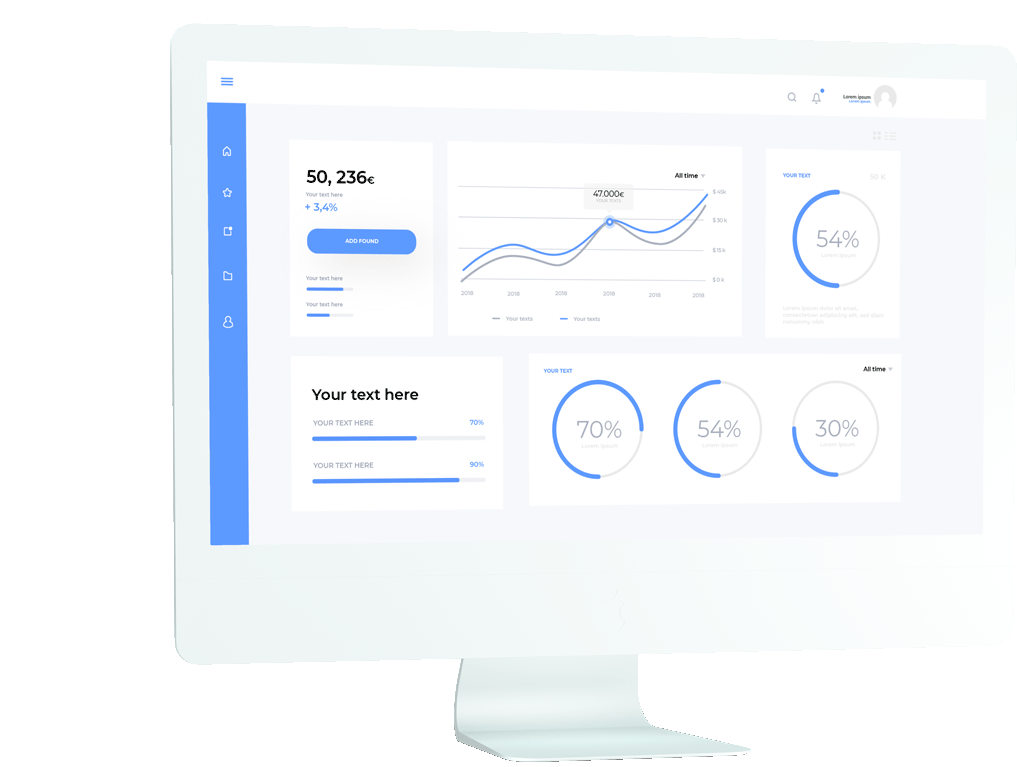 Lorem ipsum
Lorem ipsum
50, 236€
Your text here
+ 3,4%
ADD FOUND
Your text here
Your text here
All time
47.000€
YOUR TEXTS
$ 45k
$ 30 k
$ 15 k
$ 0 k
2018
2018
2018
2018
2018
2018
Your texts
Your texts
YOUR TEXT
50 K
54%
Lorem ipsum
Lorem ipsum dolor sit amet,
consectetuer adipiscing elit, sed diam
nonummy nibh
Your text here
YOUR TEXT HERE
70%
YOUR TEXT HERE
90%
YOUR TEXT
All time
70%
Lorem ipsum
54%
Lorem ipsum
30%
Lorem ipsum